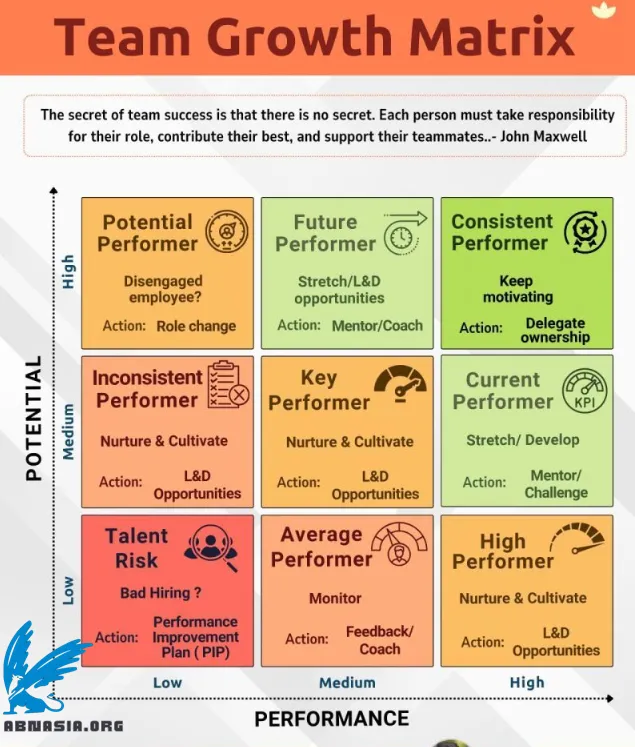 Team Growth Matrix
The secret of team success is that there is no secret. Each person must take responsibility
for their role, contribute their best, and support their teammates..- John Maxwell
POTENTIAL
High
Potential
Performer
Disengaged
employee?
Action: Role change
Future
Performer
Stretch/L&D
opportunities
Action: Mentor/Coach
Consistent
Performer
Keep
motivating
Action: Delegate
ownership
Medium
Inconsistent
Performer
Nurture & Cultivate
Action: L&D
Opportunities
Key
Performer
Nurture & Cultivate
Action: L&D
Opportunities
Current
Performer
KPI
Stretch/ Develop
Action: Mentor/
Challenge
Low
Talent
Risk
Bad Hiring ?
Action: Performance
Improvement
Plan ( PIP)
Average
Performer
Monitor
Action: Feedback/
Coach
High
Performer
Nurture & Cultivate
Action: L&D
Opportunities
Low
Medium
High
PERFORMANCE
ABNASIA.ORG